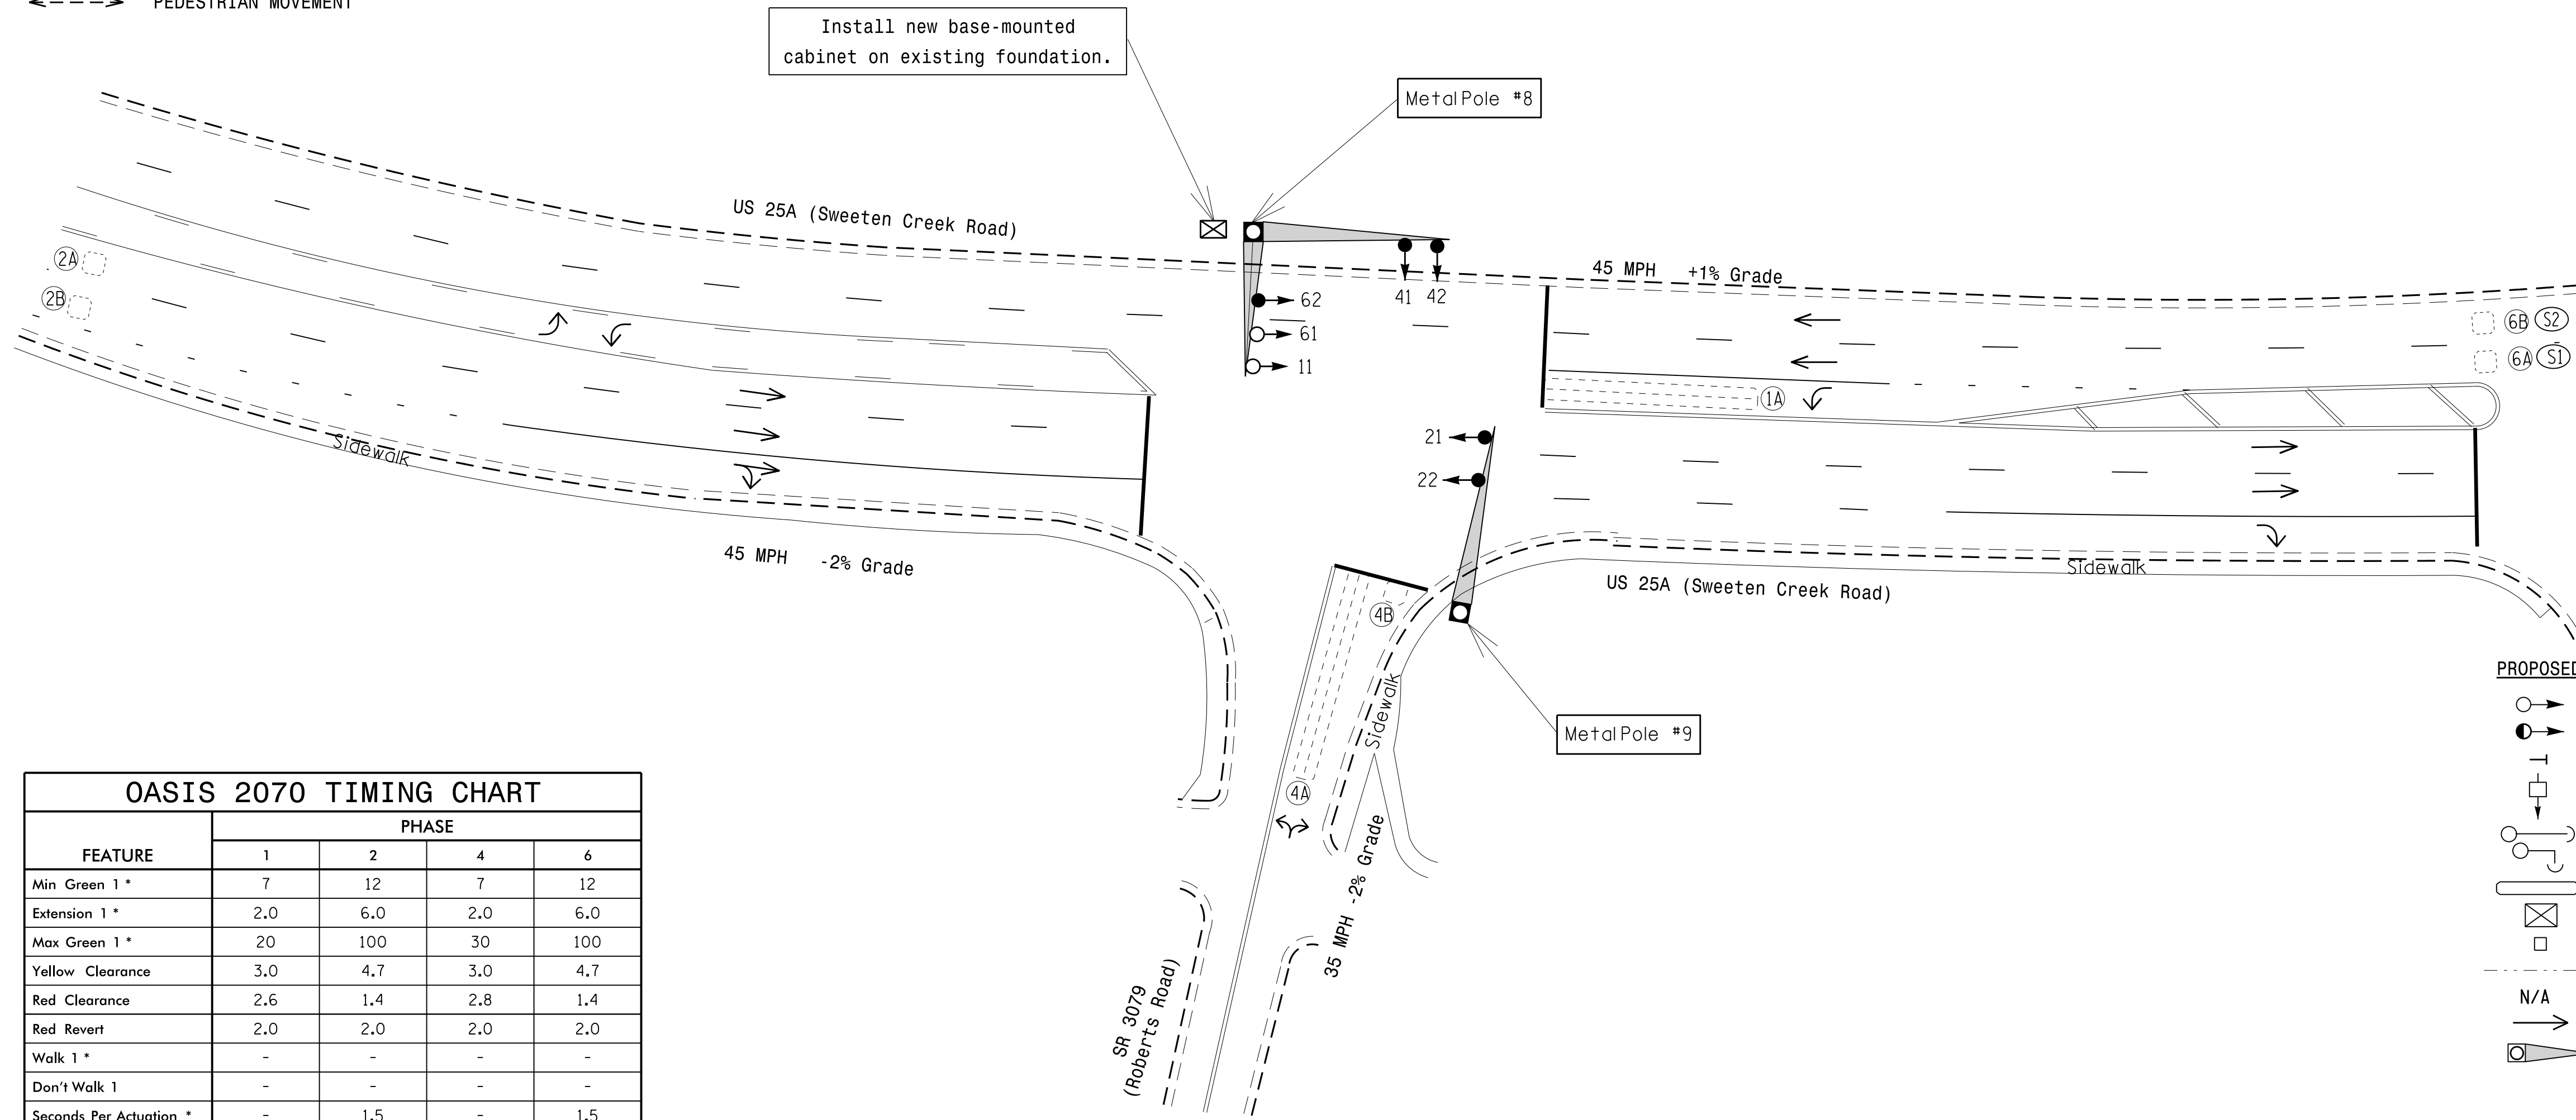 PEDESTRIAN MOVEMENT
Install new base-mounted
cabinet on existing foundation.
Metal Pole #8
US 25A (Sweeten Creek Road)
45 MPH +1% Grade
2A
2B
62
61
11
41 42
6B S2
6A S1
1A
21
22
Sidewalk
45 MPH -2% Grade
US 25A (Sweeten Creek Road)
Sidewalk
4B
Sidewalk
Metal Pole #9
4A
35 MPH -2% Grade
SR 3079
(Roberts Road)
PROPOSED
N/A
OASIS 2070 TIMING CHART
FEATURE PHASE
1 2 4 6
Min Green 1 * 7 12 7 12
Extension 1 * 2.0 6.0 2.0 6.0
Max Green 1 * 20 100 30 100
Yellow Clearance 3.0 4.7 3.0 4.7
Red Clearance 2.6 1.4 2.8 1.4
Red Revert 2.0 2.0 2.0 2.0
Walk 1 * - - - -
Don't Walk 1 - - - -
Seconds Per Actuation * - 1.5 - 1.5